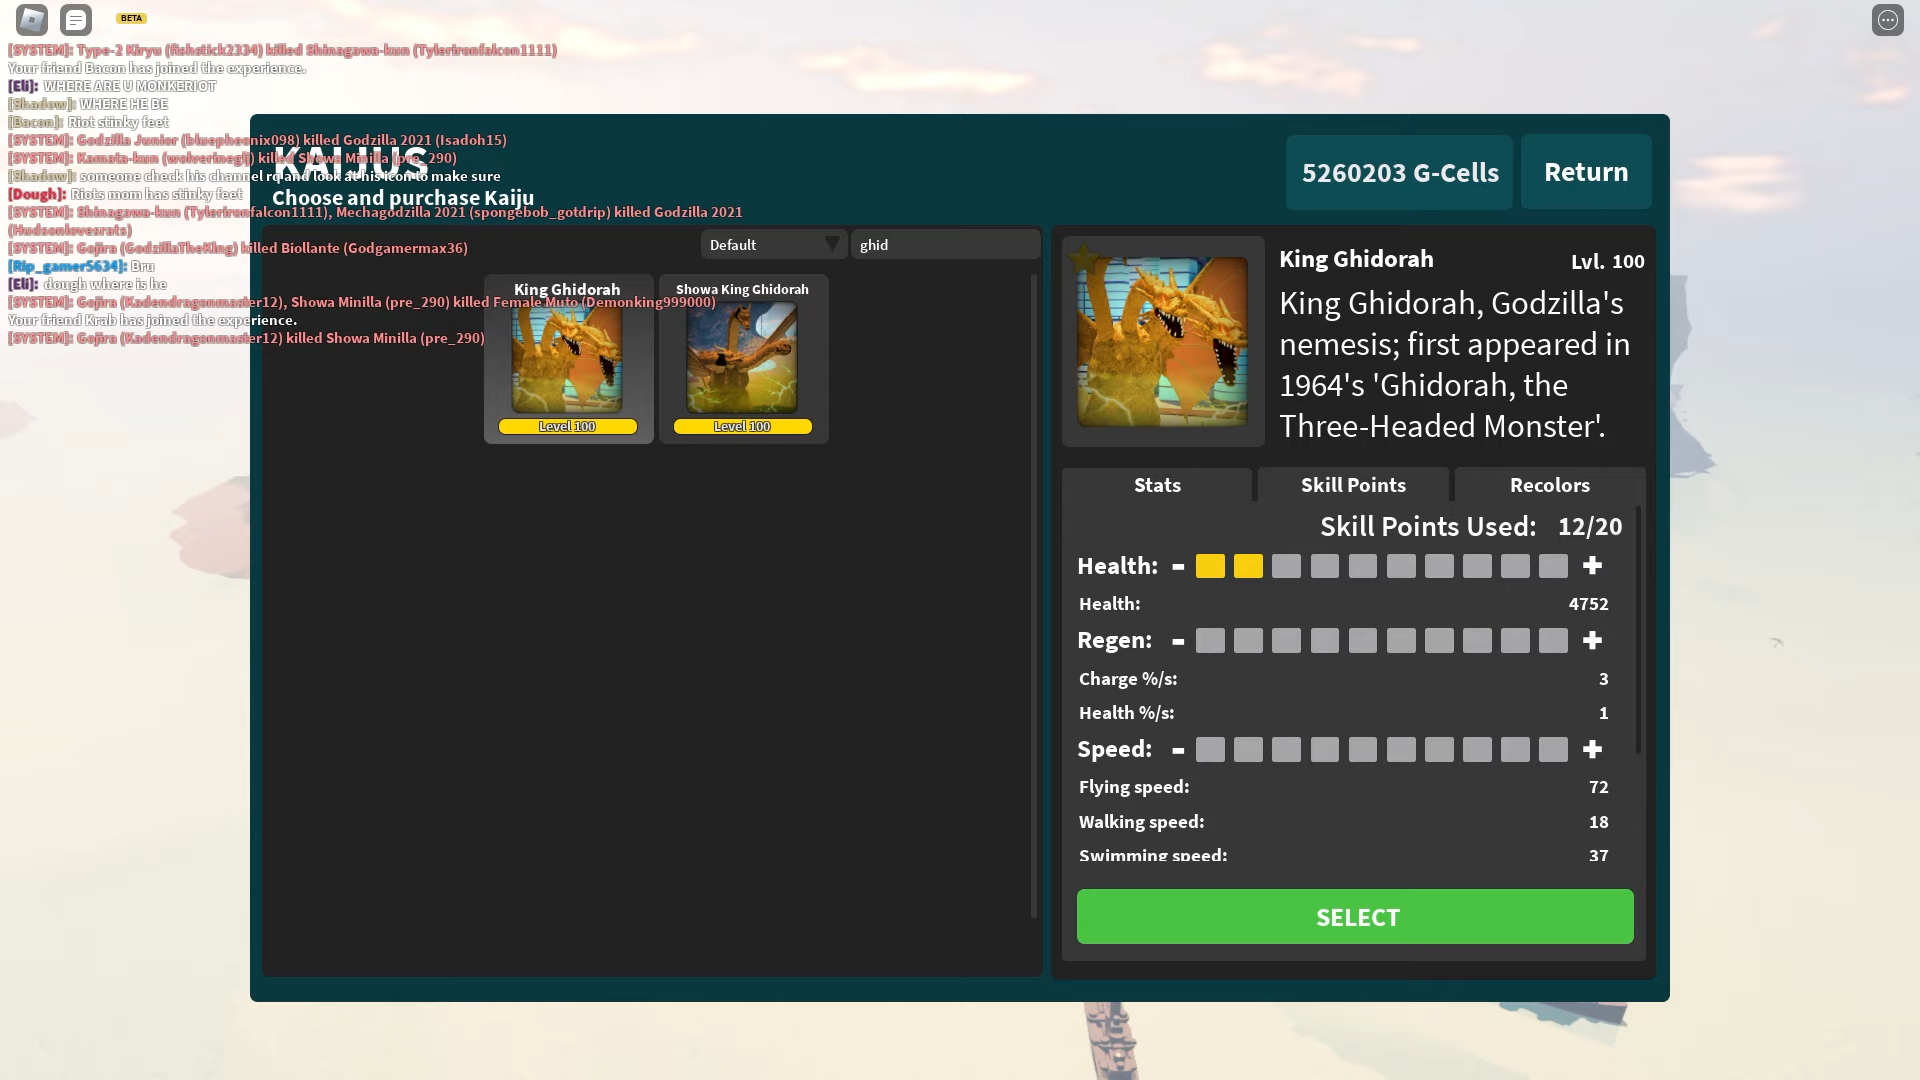 BETA
[SYSTEM]: Type-2 Kiryu (fishstick2334) killed Shinagawa-kun (Tylerironfalcon1111)
Your friend Bacon has joined the experience.
[Eli]: WHERE ARE U MONKERIOT
[Shadow]: WHERE HE BE
[Bacon]: Riot stinky feet
[SYSTEM]: Godzilla Junior (bluepheonix098) killed Godzilla 2021 (Isadoh15)
[SYSTEM]: Kamata-kun (wolverinegij) killed Showa Minilla (pre_290)
[Shadow]: someone check his channel rq and look at his icon to make sure
[Dough]: Riots mom has stinky feet
[SYSTEM]: Shinagawa-kun (Tylerironfalcon1111), Mechagodzilla 2021 (spongebob_gotdrip) killed Godzilla 2021
(Hudsonlovesrats)
[SYSTEM]: Gojira (GodzillaTheKing) killed Biollante (Godgamermax36)
[Rip_gamer5634]: Bru
[Eli]: dough where is he
[SYSTEM]: Gojira (Kadendragonmaster12), Showa Minilla (pre_290) killed Female Muto (Demonking999000)
Your friend Krab has joined the experience.
[SYSTEM]: Gojira (Kadendragonmaster12) killed Showa Minilla (pre_290)
KAIJUS
Choose and purchase Kaiju
5260203 G-Cells
Return
Default
ghid
King Ghidorah
Level 100
Showa King Ghidorah
Level 100
King Ghidorah
Lvl. 100
King Ghidorah, Godzilla's
nemesis; first appeared in
1964's 'Ghidorah, the
Three-Headed Monster'.
Stats
Skill Points
Recolors
Skill Points Used: 12/20
Health: - +
Health: 4752
Regen: - +
Charge %/s: 3
Health %/s: 1
Speed: - +
Flying speed: 72
Walking speed: 18
Swimming speed: 37
SELECT